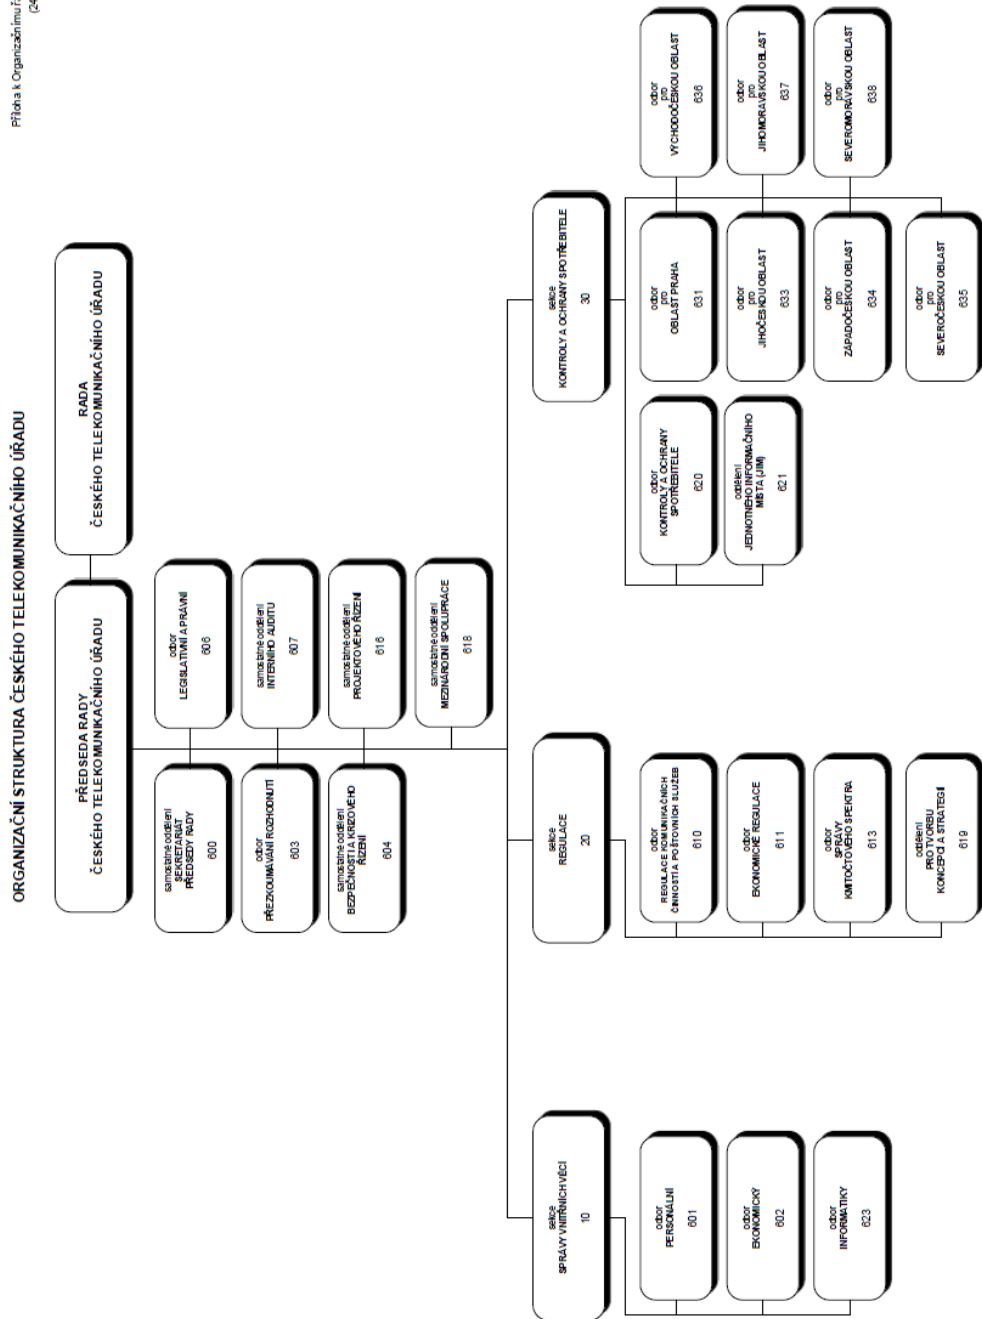 Příloha k Organizačnímu
(24
ORGANIZAČNÍ STRUKTURA ČESKÉHO TELEKOMUNIKAČNÍHO ÚŘADU
PŘEDSEDA RADY
ČESKÉHO TELEKOMUNIKAČNÍHO ÚŘADU
RADA
ČESKÉHO TELEKOMUNIKAČNÍHO ÚŘADU
samostatné oddělení
SEKRETARIÁT
PŘEDSEDY RADY
600
odbor
LEGISLATIVNÍ A PRÁVNÍ
606
odbor
PŘEZKOUMÁVÁNÍ ROZHODNUTÍ
603
samostatné oddělení
INTERNÍHO AUDITU
607
samostatné oddělení
BEZPEČNOSTI A KRIZOVÉHO
ŘÍZENÍ
604
samostatné oddělení
PROJEKTOVÉHO ŘÍZENÍ
616
samostatné oddělení
MEZINÁRODNÍ SPOLUPRÁCE
618
sekce
SPRÁVY VNITŘNÍCH VĚCÍ
10
sekce
REGULACE
20
sekce
KONTROLY A OCHRANY SPOTŘEBITELE
30
odbor
PERSONÁLNÍ
601
odbor
EKONOMICKÝ
602
odbor
INFORMATIKY
623
odbor
REGULACE KOMUNIKAČNÍCH
ČINNOSTÍ A POŠTOVNÍCH SLUŽEB
610
odbor
EKONOMICKÉ REGULACE
611
odbor
SPRÁVY
KMITOČTOVÉHO SPEKTRA
613
oddělení
PRO TVORBU
KONCEPCÍ A STRATEGIÍ
619
odbor
KONTROLY A OCHRANY
SPOTŘEBITELE
620
oddělení
JEDNOTNÉHO INFORMAČNÍHO
MÍSTA (JIM)
621
odbor
pro
OBLAST PRAHA
631
odbor
pro
JIHOČESKOU OBLAST
633
odbor
pro
ZÁPADOČESKOU OBLAST
634
odbor
pro
SEVEROČESKOU OBLAST
635
odbor
pro
VÝCHODOČESKOU OBLAST
636
odbor
pro
JIHOMORAVSKOU OBLAST
637
odbor
pro
SEVEROMORAVSKOU OBLAST
638